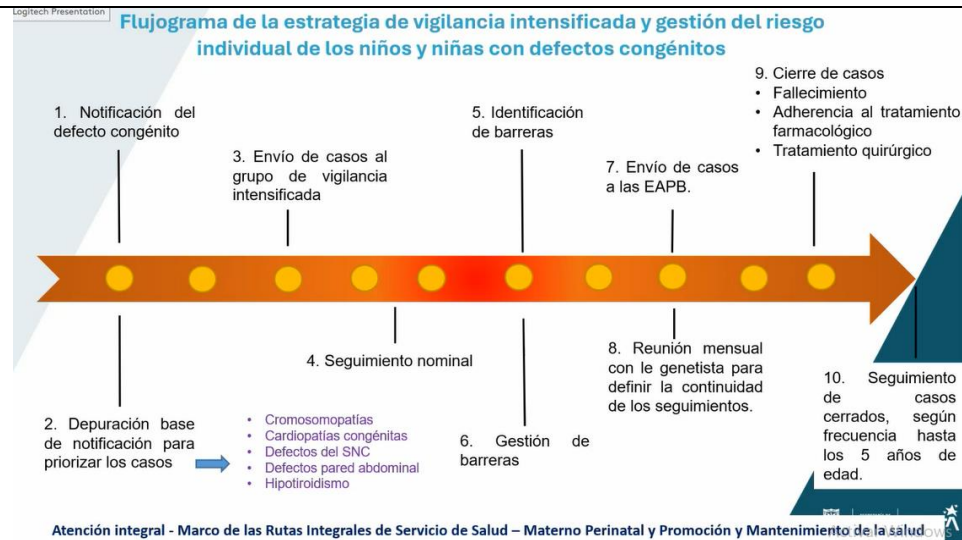 Logitech Presentation
Flujograma de la estrategia de vigilancia intensificada y gestión del riesgo
individual de los niños y niñas con defectos congénitos
1. Notificación del
defecto congénito
2. Depuración base
de notificación para
priorizar los casos
• Cromosomopatías
• Cardiopatías congénitas
• Defectos del SNC
• Defectos pared abdominal
• Hipotiroidismo
3. Envío de casos al
grupo de vigilancia
intensificada
4. Seguimiento nominal
5. Identificación
de barreras
6. Gestión de
barreras
7. Envío de casos
a las EAPB.
8. Reunión mensual
con le genetista para
definir la continuidad
de los seguimientos.
9. Cierre de casos
• Fallecimiento
• Adherencia al tratamiento
farmacológico
• Tratamiento quirúrgico
10. Seguimiento
de casos
cerrados, según
frecuencia hasta
los 5 años de
edad.
Atención integral - Marco de las Rutas Integrales de Servicio de Salud – Materno Perinatal y Promoción y Mantenimiento de la Salud